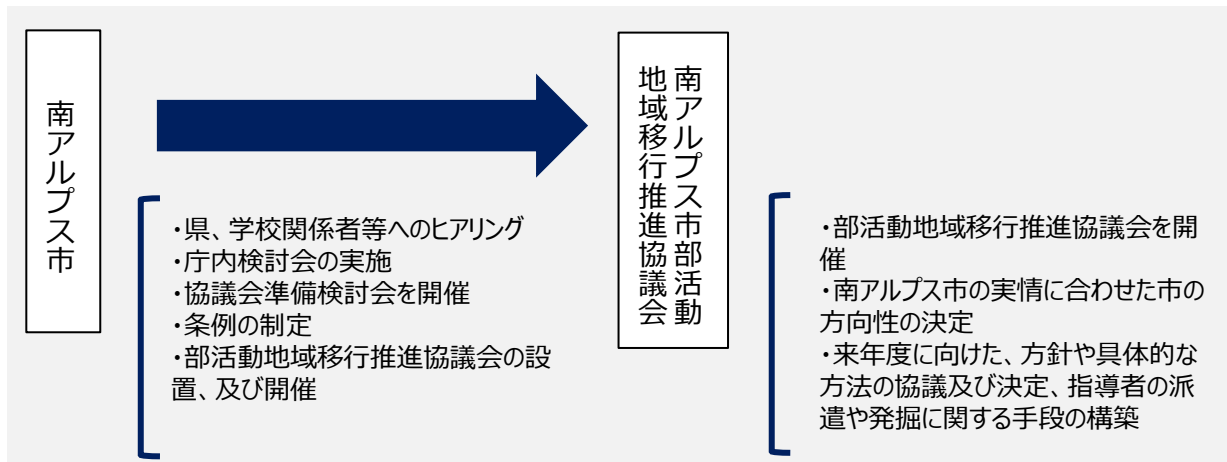 南アルプス市
・県、学校関係者等へのヒアリング
・庁内検討会の実施
・協議会準備検討会を開催
・条例の制定
・部活動地域移行推進協議会の設
置、及び開催
南アルプス市部活動
地域移行推進協議会
・部活動地域移行推進協議会を開
催
・南アルプス市の実情に合わせた市の
方向性の決定
・来年度に向けた、方針や具体的な
方法の協議及び決定、指導者の派
遣や発掘に関する手段の構築